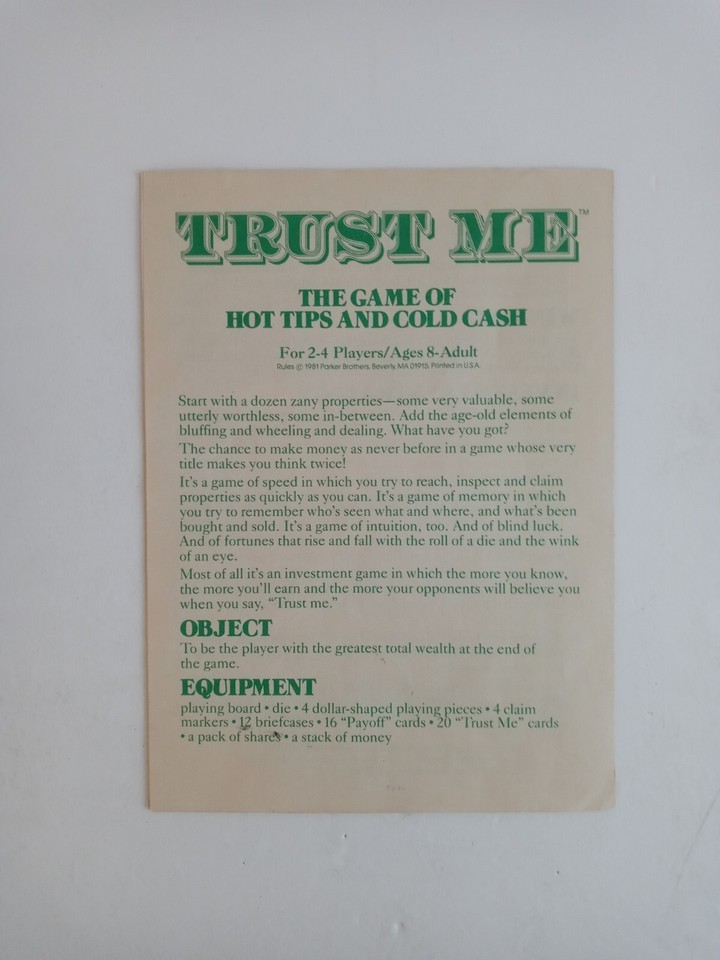 TRUST ME™
THE GAME OF
HOT TIPS AND COLD CASH
For 2-4 Players/Ages 8-Adult
Rules © 1981 Parker Brothers, Beverly, MA 01915. Printed in U.S.A.
Start with a dozen zany properties—some very valuable, some
utterly worthless, some in-between. Add the age-old elements of
bluffing and wheeling and dealing. What have you got?
The chance to make money as never before in a game whose very
title makes you think twice!
It's a game of speed in which you try to reach, inspect and claim
properties as quickly as you can. It's a game of memory in which
you try to remember who's seen what and where, and what's been
bought and sold. It's a game of intuition, too. And of blind luck.
And of fortunes that rise and fall with the roll of a die and the wink
of an eye.
Most of all it's an investment game in which the more you know,
the more you'll earn and the more your opponents will believe you
when you say, “Trust me.”
OBJECT
To be the player with the greatest total wealth at the end of
the game.
EQUIPMENT
playing board • die • 4 dollar-shaped playing pieces • 4 claim
markers • 12 briefcases • 16 “Payoff” cards • 20 “Trust Me” cards
• a pack of shares • a stack of money